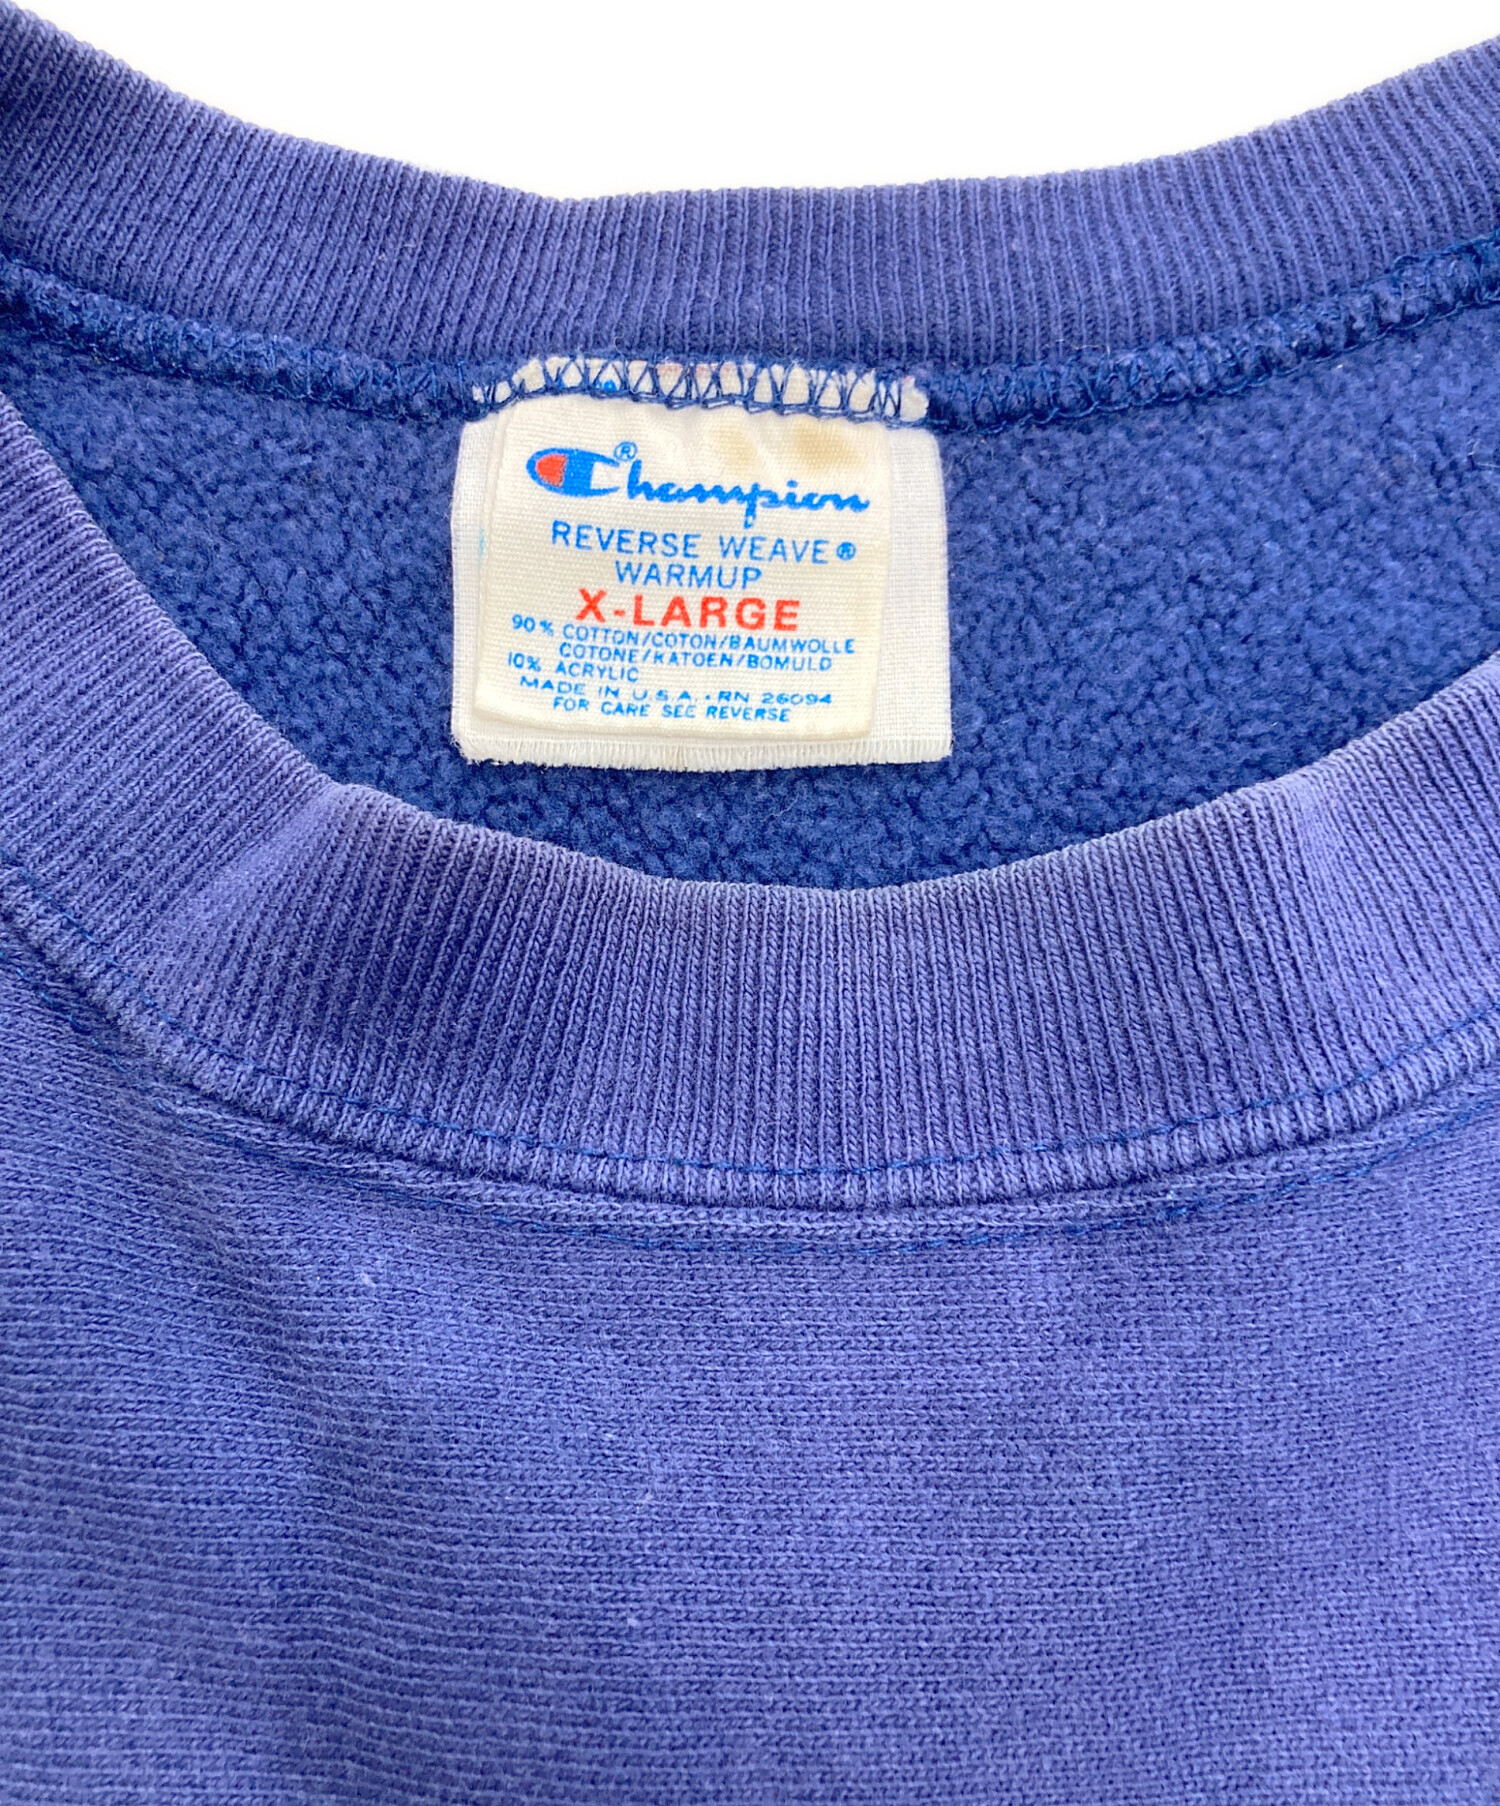 Champion®
REVERSE WEAVE®
WARMUP
X-LARGE
90% COTTON/COTON/BAUMWOLLE
COTONE/KATOEN/BOMULD
10% ACRYLIC
MADE IN U.S.A. · RN 26094
FOR CARE SEE REVERSE